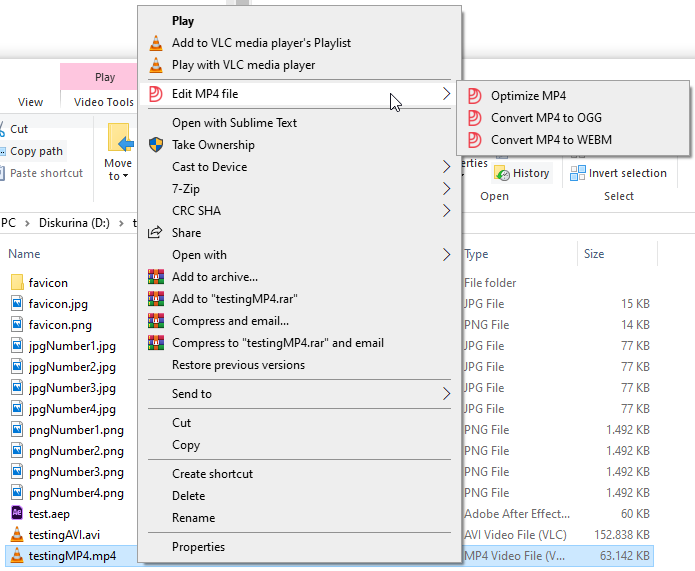 Play
View
Video Tools
Cut
Copy path
Paste shortcut
Move
to
History
Open
Invert selection
Select
PC > Diskurina (D:) >
Play
Add to VLC media player's Playlist
Play with VLC media player
Edit MP4 file
Open with Sublime Text
Take Ownership
Cast to Device
7-Zip
CRC SHA
Share
Open with
Add to archive...
Add to "testingMP4.rar"
Compress and email...
Compress to "testingMP4.rar" and email
Restore previous versions
Send to
Cut
Copy
Create shortcut
Delete
Rename
Properties
Optimize MP4
Convert MP4 to OGG
Convert MP4 to WEBM
Name Type Size
favicon File folder
favicon.jpg JPG File 15 KB
favicon.png PNG File 14 KB
jpgNumber1.jpg JPG File 77 KB
jpgNumber2.jpg JPG File 77 KB
jpgNumber3.jpg JPG File 77 KB
jpgNumber4.jpg JPG File 77 KB
pngNumber1.png PNG File 1.492 KB
pngNumber2.png PNG File 1.492 KB
pngNumber3.png PNG File 1.492 KB
pngNumber4.png PNG File 1.492 KB
test.aep Adobe After Effect... 60 KB
testingAVI.avi AVI Video File (VLC) 152.838 KB
testingMP4.mp4 MP4 Video File (V... 63.142 KB